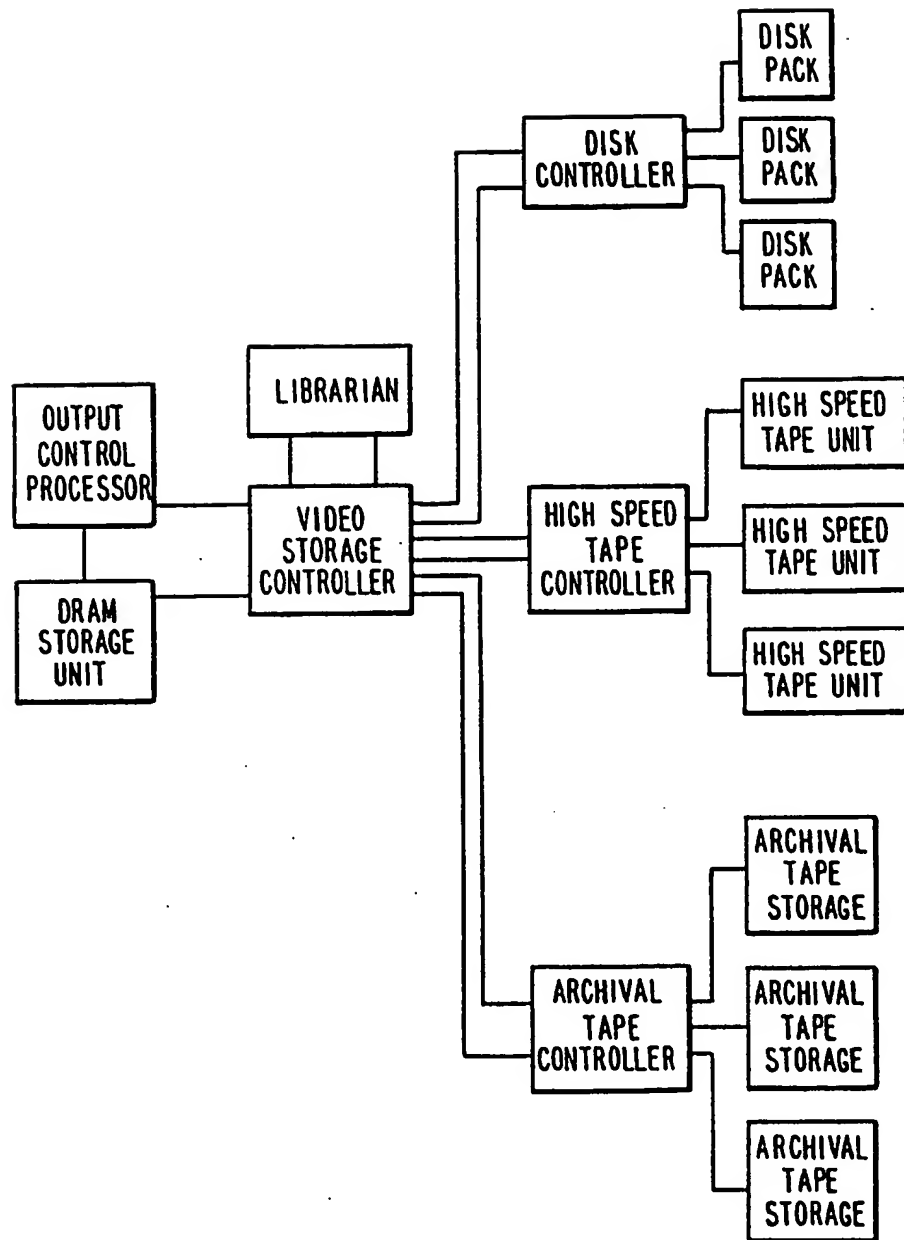 DISK
PACK
DISK
CONTROLLER
DISK
PACK
DISK
PACK
LIBRARIAN
OUTPUT
CONTROL
PROCESSOR
VIDEO
STORAGE
CONTROLLER
DRAM
STORAGE
UNIT
HIGH SPEED
TAPE
CONTROLLER
HIGH SPEED
TAPE UNIT
HIGH SPEED
TAPE UNIT
HIGH SPEED
TAPE UNIT
ARCHIVAL
TAPE
CONTROLLER
ARCHIVAL
TAPE
STORAGE
ARCHIVAL
TAPE
STORAGE
ARCHIVAL
TAPE
STORAGE